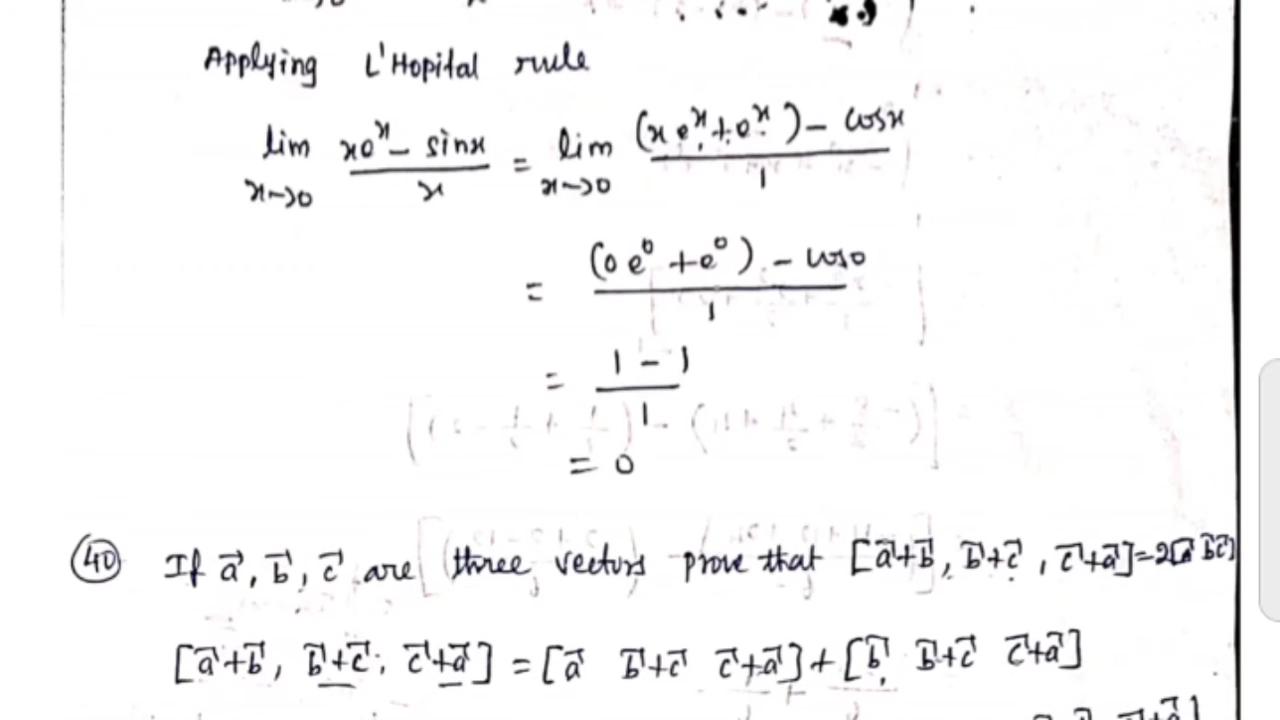 Applying L'Hopital rule
lim x→0 (xe^x - sinx)/x = lim x→0 ((xe^x + e^x) - cosx)/1
= ((0e^0 + e^0) - cos0)/1
= (1 - 1)/1
= 0
(40) If a⃗, b⃗, c⃗ are three vectors prove that [a⃗+b⃗, b⃗+c⃗, c⃗+a⃗]=2[a⃗ b⃗ c⃗]
[a⃗+b⃗, b⃗+c⃗, c⃗+a⃗] = [a⃗ b⃗+c⃗ c⃗+a⃗]+[b⃗ b⃗+c⃗ c⃗+a⃗]